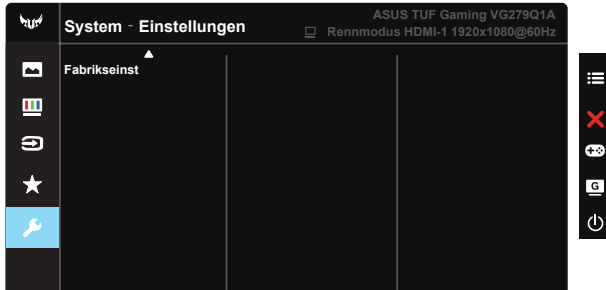 System - Einstellungen
ASUS TUF Gaming VG279Q1A
Rennmodus HDMI-1 1920x1080@60Hz
Fabrikseinst
G